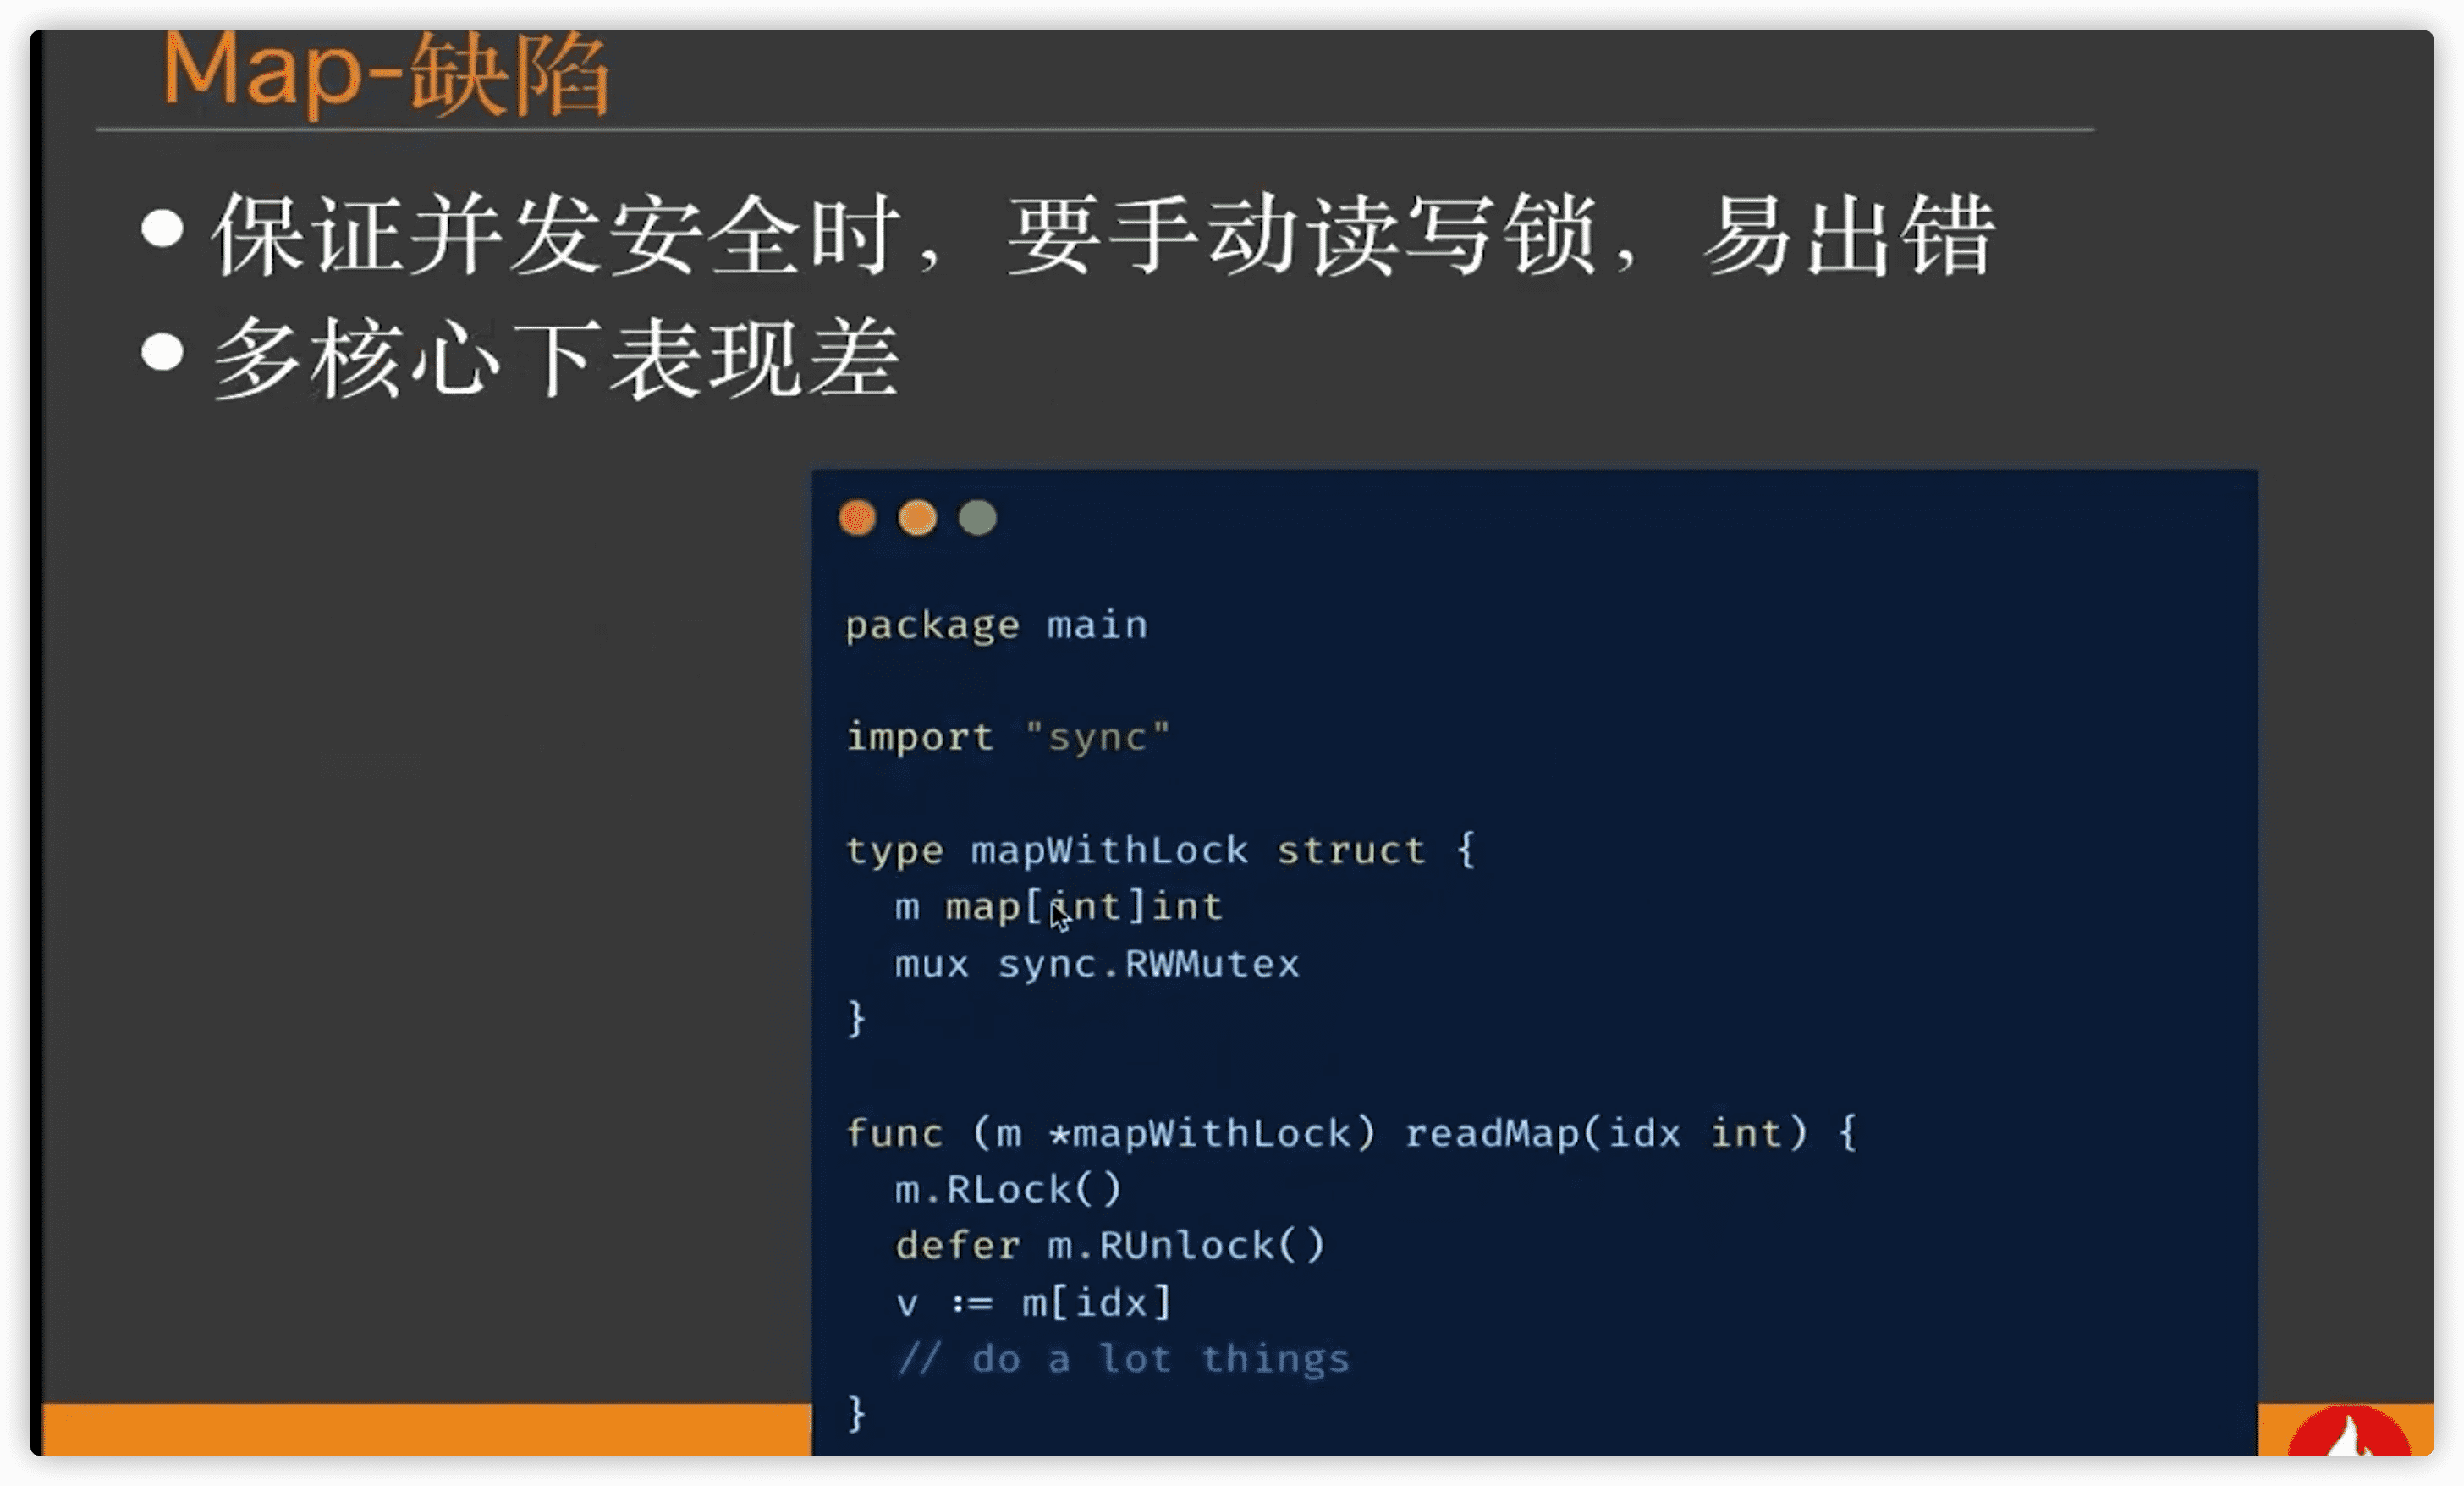 Map-缺陷
保证并发安全时，要手动读写锁，易出错
多核心下表现差
package main
import "sync"
type mapWithLock struct {
m map[int]int
mux sync.RWMutex
}
func (m *mapWithLock) readMap(idx int) {
m.RLock()
defer m.RUnlock()
v := m[idx]
// do a lot things
}